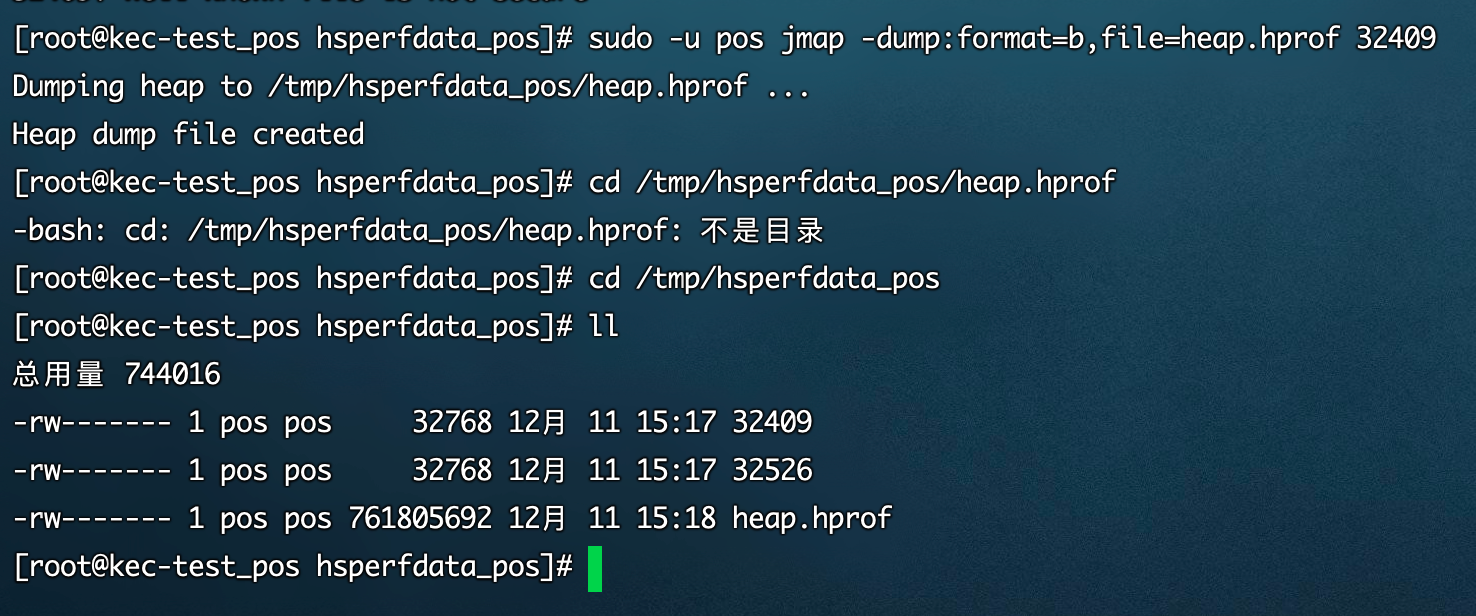 [root@kec-test_pos hsperfdata_pos]# sudo -u pos jmap -dump:format=b,file=heap.hprof 32409
Dumping heap to /tmp/hsperfdata_pos/heap.hprof ...
Heap dump file created
[root@kec-test_pos hsperfdata_pos]# cd /tmp/hsperfdata_pos/heap.hprof
-bash: cd: /tmp/hsperfdata_pos/heap.hprof: 不是目录
[root@kec-test_pos hsperfdata_pos]# cd /tmp/hsperfdata_pos
[root@kec-test_pos hsperfdata_pos]# ll
总用量 744016
-rw------- 1 pos pos     32768 12月 11 15:17 32409
-rw------- 1 pos pos     32768 12月 11 15:17 32526
-rw------- 1 pos pos 761805692 12月 11 15:18 heap.hprof
[root@kec-test_pos hsperfdata_pos]#